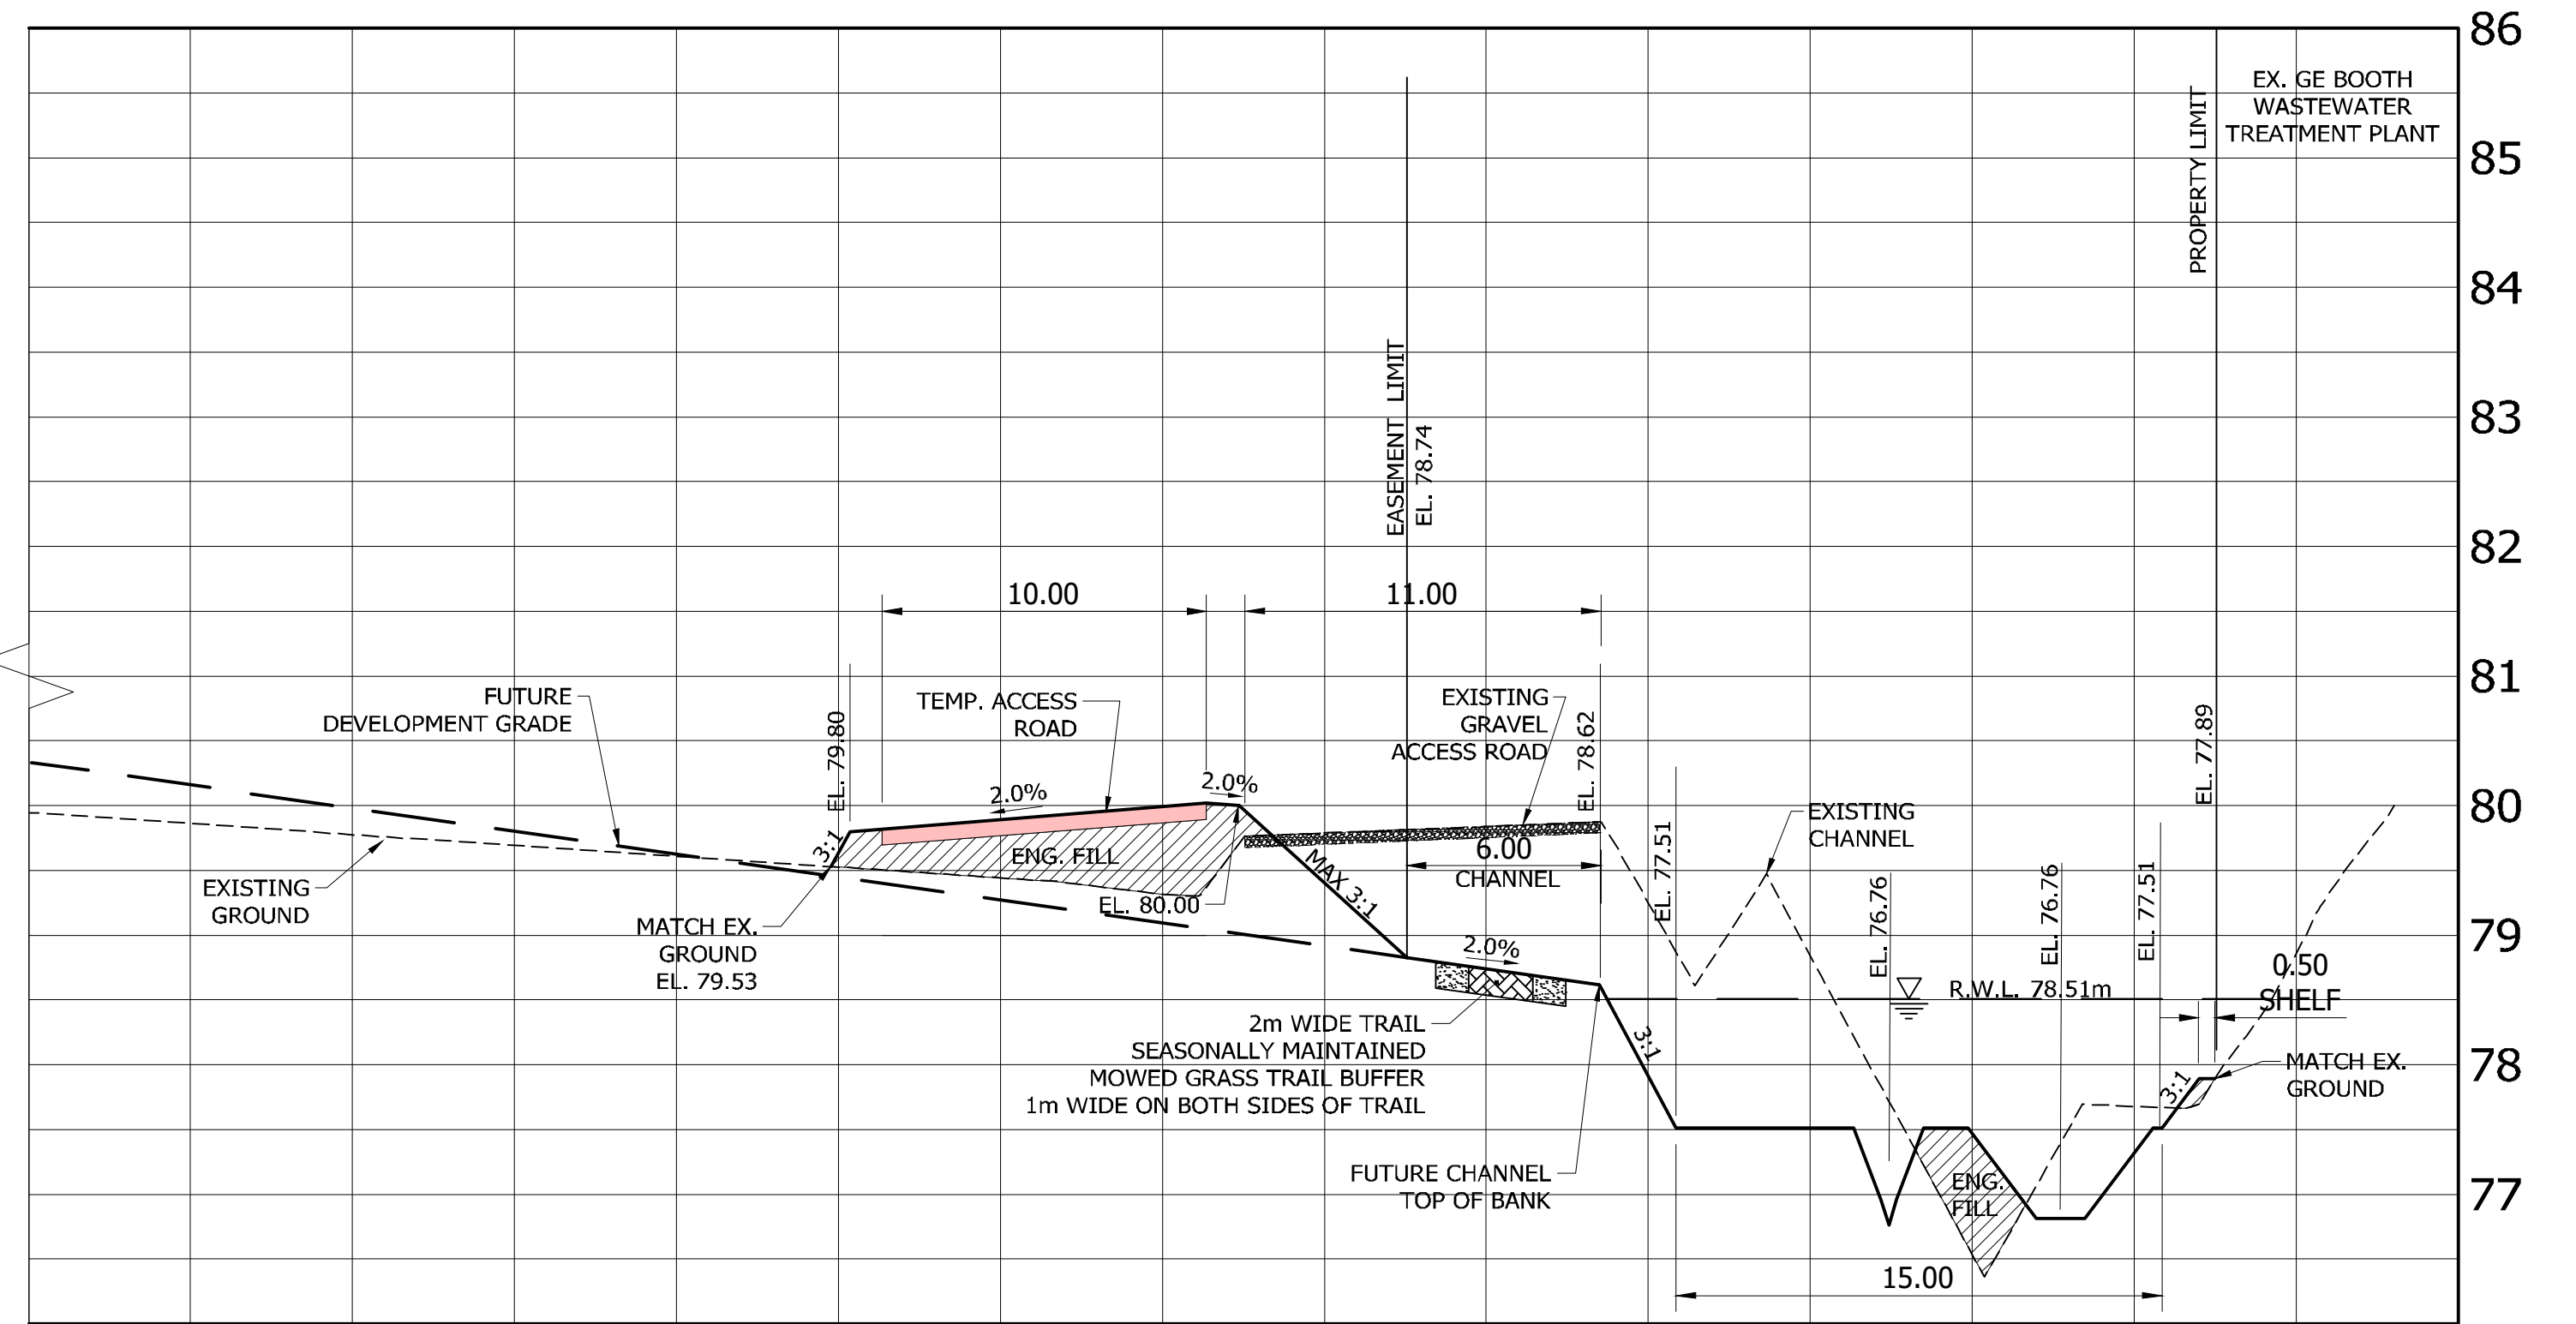 86
85
84
83
82
81
80
79
78
77
EX. GE BOOTH
WASTEWATER
TREATMENT PLANT
PROPERTY LIMIT
EASEMENT LIMIT
EL. 78.74
10.00
11.00
FUTURE
DEVELOPMENT GRADE
EL. 79.80
TEMP. ACCESS
ROAD
EXISTING
GRAVEL
ACCESS ROAD
EL. 78.62
EL. 77.89
2.0%
2.0%
3:1
ENG. FILL
MAX 3:1
6.00
CHANNEL
EL. 77.51
EXISTING
CHANNEL
EL. 76.76
EL. 76.76
EL. 77.51
EXISTING
GROUND
MATCH EX.
GROUND
EL. 79.53
EL. 80.00
2.0%
0.50
SHELF
R.W.L. 78.51m
2m WIDE TRAIL
SEASONALLY MAINTAINED
MOWED GRASS TRAIL BUFFER
1m WIDE ON BOTH SIDES OF TRAIL
3:1
3:1
MATCH EX.
GROUND
FUTURE CHANNEL
TOP OF BANK
ENG.
FILL
15.00